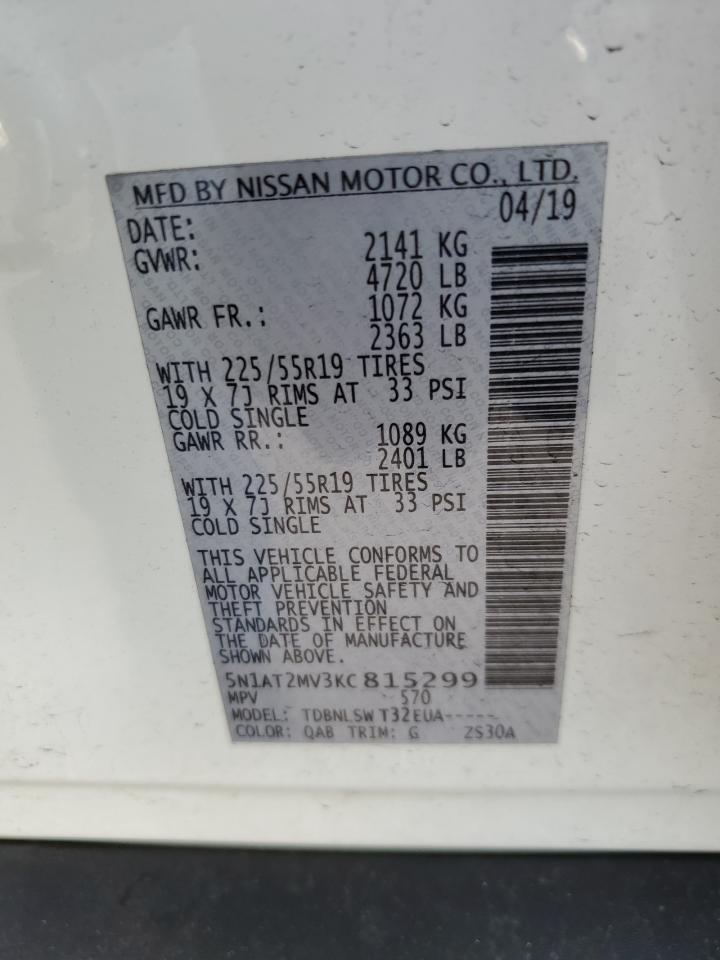 MFD BY NISSAN MOTOR CO., LTD.
DATE: 04/19
GVWR: 2141 KG
4720 LB
GAWR FR.: 1072 KG
2363 LB
WITH 225/55R19 TIRES
19 X 7J RIMS AT 33 PSI
COLD SINGLE
GAWR RR.: 1089 KG
2401 LB
WITH 225/55R19 TIRES
19 X 7J RIMS AT 33 PSI
COLD SINGLE
THIS VEHICLE CONFORMS TO
ALL APPLICABLE FEDERAL
MOTOR VEHICLE SAFETY AND
THEFT PREVENTION
STANDARDS IN EFFECT ON
THE DATE OF MANUFACTURE
SHOWN ABOVE.
5N1AT2MV3KC815299
MPV 570
MODEL: TDBNLSW T32EUA-----
COLOR: QAB TRIM: G ZS30A